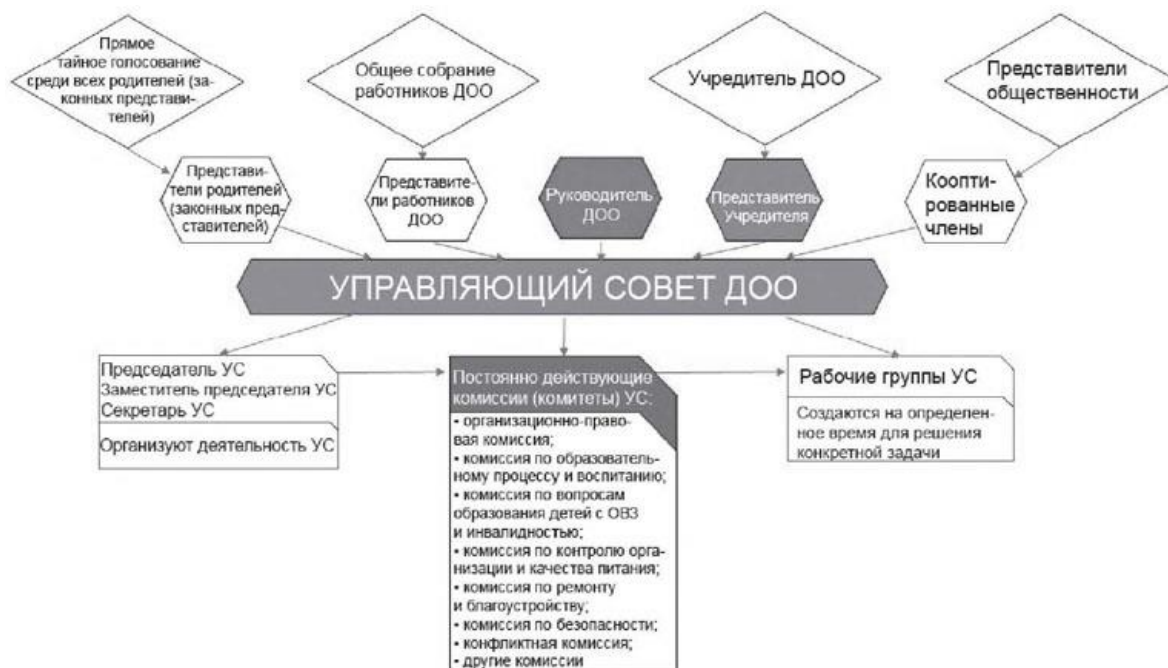 Прямое
тайное голосование
среди всех родителей (за-
конных представи-
телей)
Общее собрание
работников ДОО
Учредитель ДОО
Представители
общественности
Представи-
тели родителей
(законных пред-
ставителей)
Представите-
ли работников
ДОО
Руководитель
ДОО
Представитель
Учредителя
Коопти-
рованные
члены
УПРАВЛЯЮЩИЙ СОВЕТ ДОО
Председатель УС
Заместитель председателя УС
Секретарь УС
Организуют деятельность УС
Постоянно действующие
комиссии (комитеты) УС:
• организационно-право-
вая комиссия;
• комиссия по образователь-
ному процессу и воспитанию;
• комиссия по вопросам
образования детей с ОВЗ
и инвалидностью;
• комиссия по контролю орга-
низации и качества питания;
• комиссия по ремонту
и благоустройству;
• комиссия по безопасности;
• конфликтная комиссия;
• другие комиссии
Рабочие группы УС
Создаются на определен-
ное время для решения
конкретной задачи